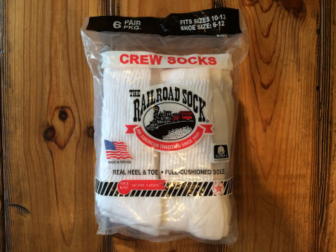 6 PAIR
PKG.
FITS SIZES 10-13
SHOE SIZE: 6-12
CREW SOCKS
THE
RAILROAD SOCK
REAL HEEL & TOE • FULL-CUSHIONED SOLE